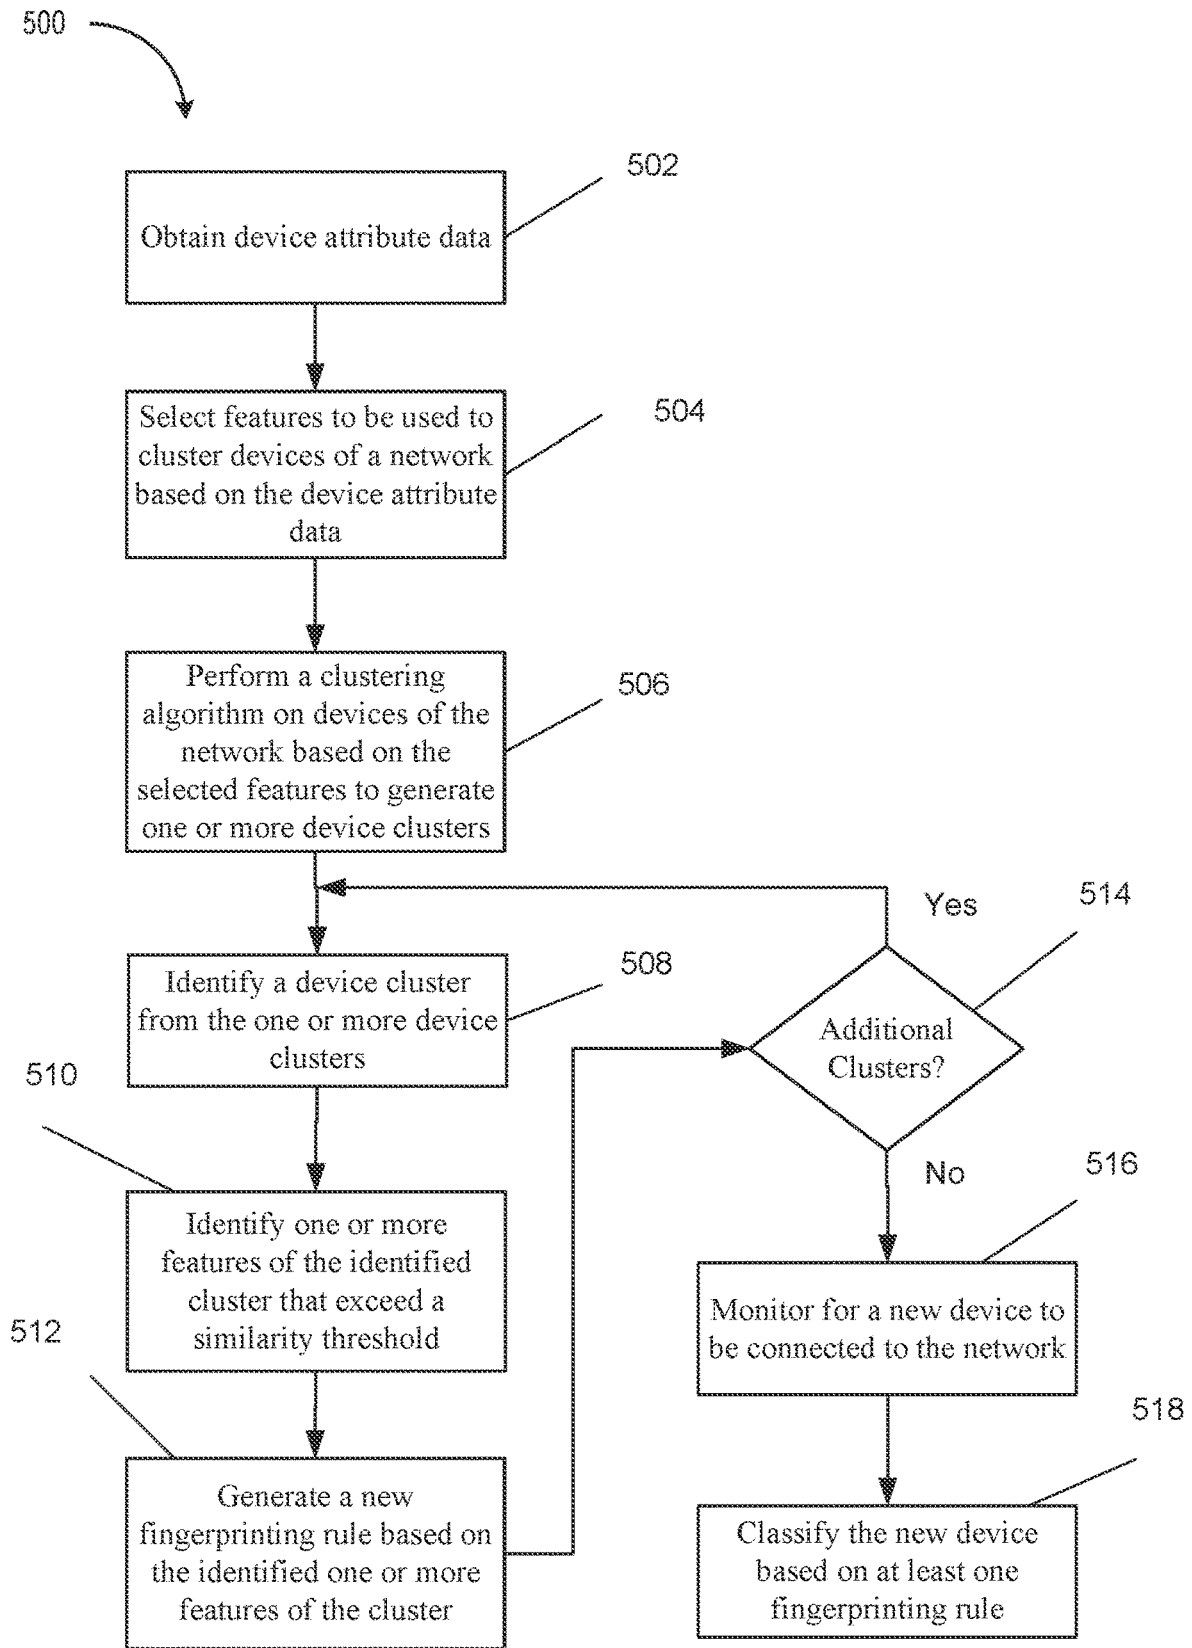 500
502
Obtain device attribute data
504
Select features to be used to
cluster devices of a network
based on the device attribute
data
506
Perform a clustering
algorithm on devices of the
network based on the
selected features to generate
one or more device clusters
508
Identify a device cluster
from the one or more device
clusters
510
Identify one or more
features of the identified
cluster that exceed a
similarity threshold
512
Generate a new
fingerprinting rule based on
the identified one or more
features of the cluster
514
Yes
Additional
Clusters?
No
516
Monitor for a new device to
be connected to the network
518
Classify the new device
based on at least one
fingerprinting rule